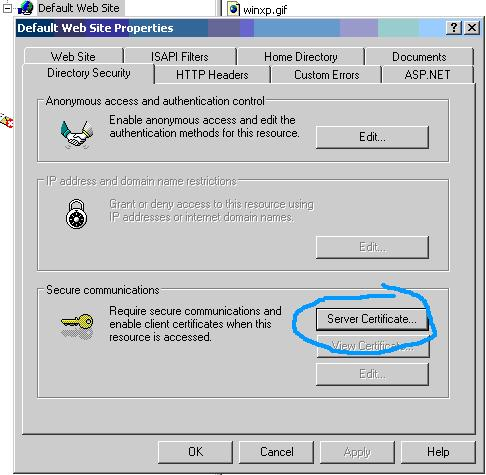 Default Web Site
winxp.gif
Default Web Site Properties
Web Site
ISAPI Filters
Home Directory
Documents
Directory Security
HTTP Headers
Custom Errors
ASP.NET
Anonymous access and authentication control
Enable anonymous access and edit the
authentication methods for this resource.
Edit...
IP address and domain name restrictions
Grant or deny access to this resource using
IP addresses or internet domain names.
Edit...
Secure communications
Require secure communications and
enable client certificates when this
resource is accessed.
Server Certificate...
View Certificate...
Edit...
OK
Cancel
Apply
Help